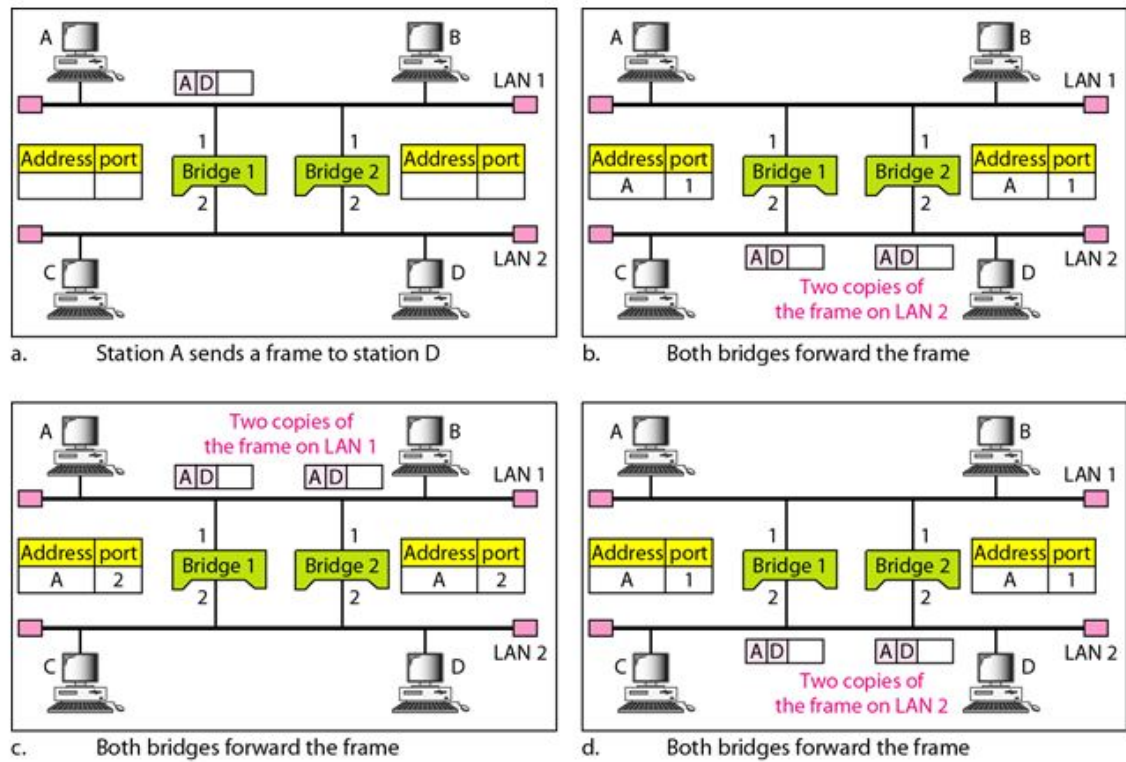 A
B
A D
LAN 1
1
1
Address port
Bridge 1
Bridge 2
Address port
2
2
C
D
LAN 2
a. Station A sends a frame to station D
A
B
LAN 1
1
1
Address port
Bridge 1
Bridge 2
Address port
A 1
A 1
2
2
C
A D
A D
D
LAN 2
Two copies of
the frame on LAN 2
b. Both bridges forward the frame
A
Two copies of
the frame on LAN 1
B
A D
A D
LAN 1
1
1
Address port
Bridge 1
Bridge 2
Address port
A 2
A 2
2
2
C
D
LAN 2
c. Both bridges forward the frame
A
B
LAN 1
1
1
Address port
Bridge 1
Bridge 2
Address port
A 1
A 1
2
2
C
A D
A D
D
LAN 2
Two copies of
the frame on LAN 2
d. Both bridges forward the frame